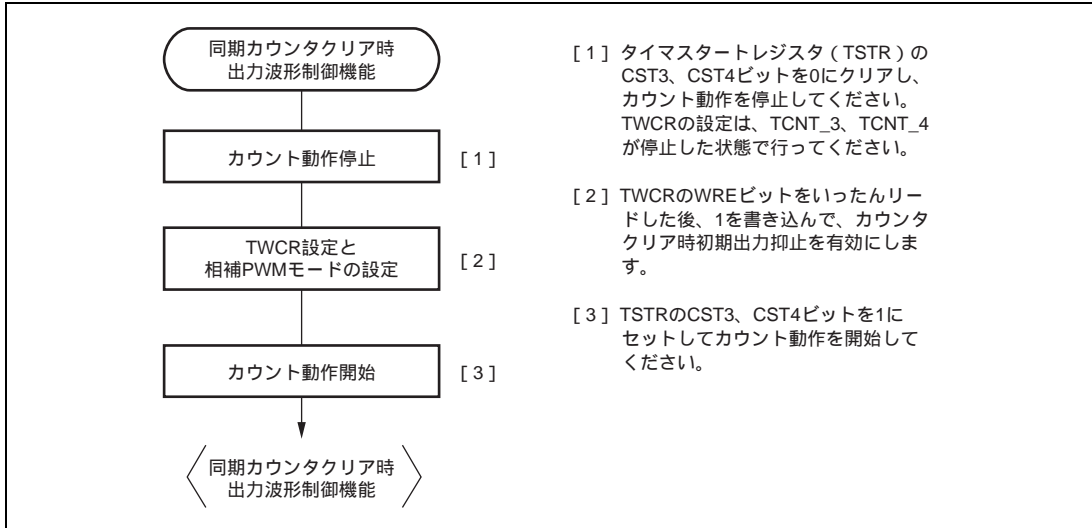 同期カウンタクリア時
出力波形制御機能
カウント動作停止
[1]
TWCR設定と
相補PWMモードの設定
[2]
カウント動作開始
[3]
同期カウンタクリア時
出力波形制御機能
[1] タイマスタートレジスタ(TSTR)の
CST3、CST4ビットを0にクリアし、
カウント動作を停止してください。
TWCRの設定は、TCNT_3、TCNT_4
が停止した状態で行ってください。
[2] TWCRのWREビットをいったんリー
ドした後、1を書き込んで、カウンタ
クリア時初期出力抑止を有効にしま
す。
[3] TSTRのCST3、CST4ビットを1に
セットしてカウント動作を開始して
ください。